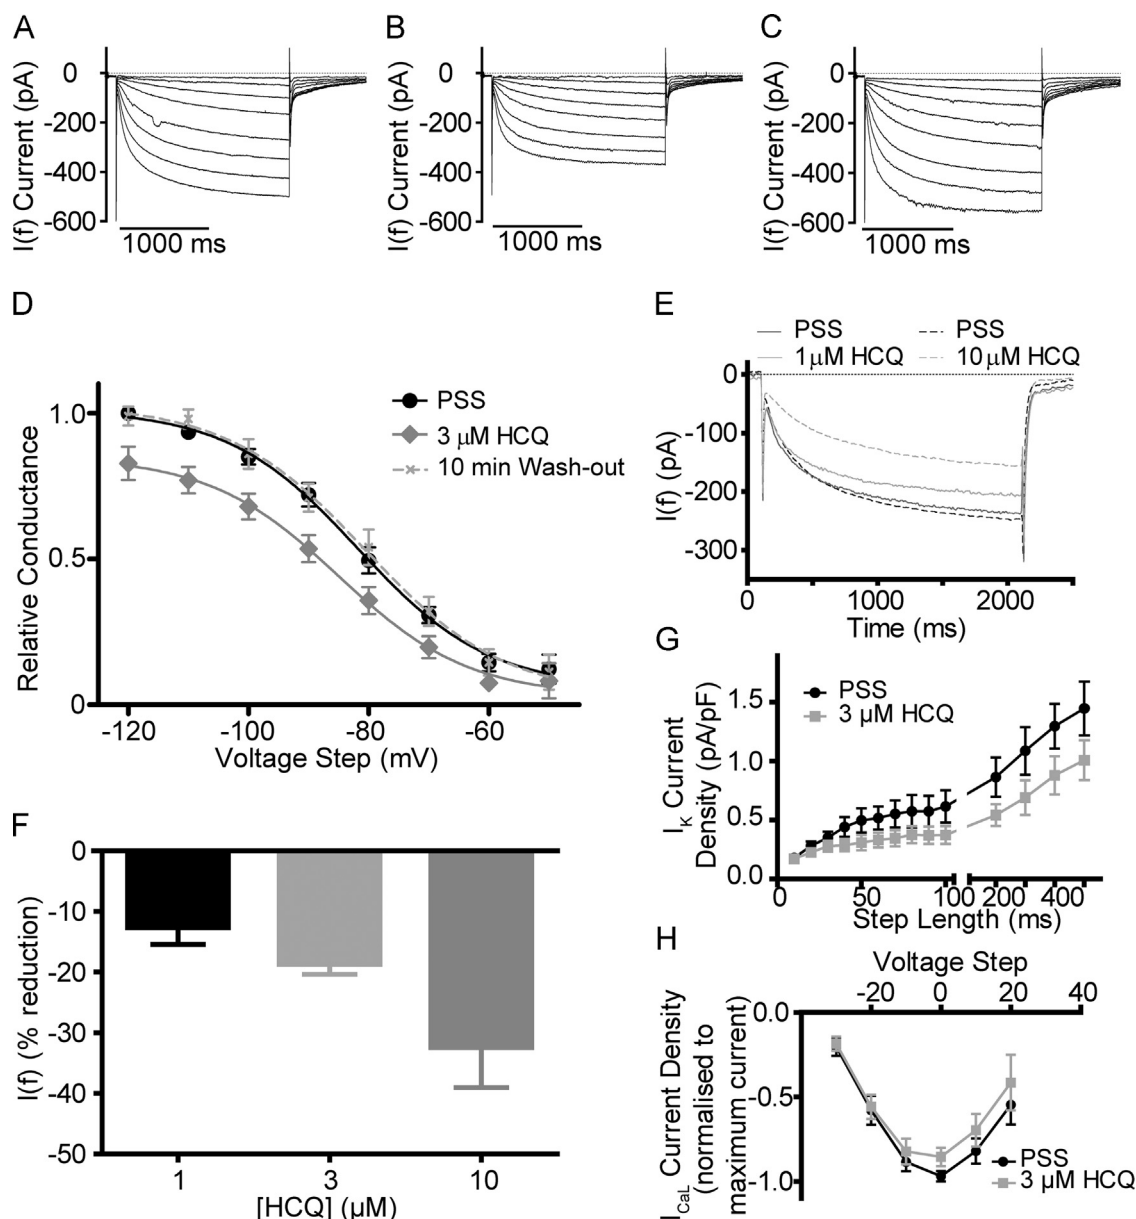 A
I(f) Current (pA)
0
-200
-400
-600
1000 ms
B
I(f) Current (pA)
0
-200
-400
-600
1000 ms
C
I(f) Current (pA)
0
-200
-400
-600
1000 ms
D
Relative Conductance
1.0
0.5
0
-120
-100
-80
-60
Voltage Step (mV)
PSS
3 µM HCQ
10 min Wash-out
E
PSS
PSS
1µM HCQ
10µM HCQ
I(f) (pA)
0
-100
-200
-300
0
1000
2000
Time (ms)
F
I(f) (% reduction)
0
-10
-20
-30
-40
-50
1
3
10
[HCQ] (µM)
G
PSS
3 µM HCQ
IK Current
Density (pA/pF)
1.5
1.0
0.5
0.0
50
100
200
400
Step Length (ms)
H
Voltage Step
-20
0
20
40
ICaL Current Density
(normalised to
maximum current)
0.0
-0.5
-1.0
PSS
3 µM HCQ